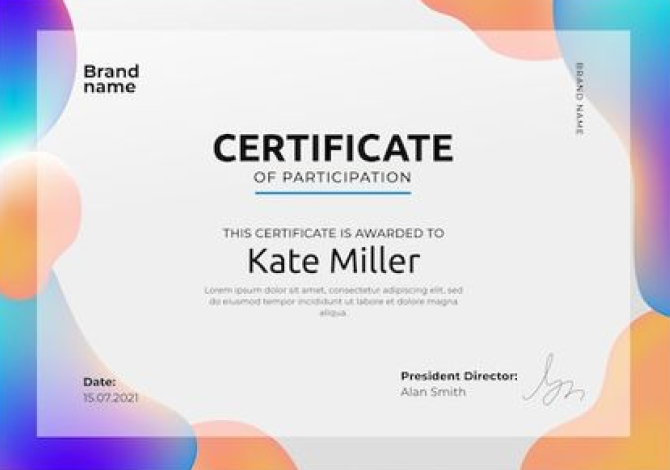 Brand
name
BRAND NAME
CERTIFICATE
OF PARTICIPATION
THIS CERTIFICATE IS AWARDED TO
Kate Miller
Lorem ipsum dolor sit amet, consectetur adipiscing elit, sed
do eiusmod tempor incididunt ut labore et dolore magna
aliqua.
Date:
15.07.2021
President Director:
Alan Smith